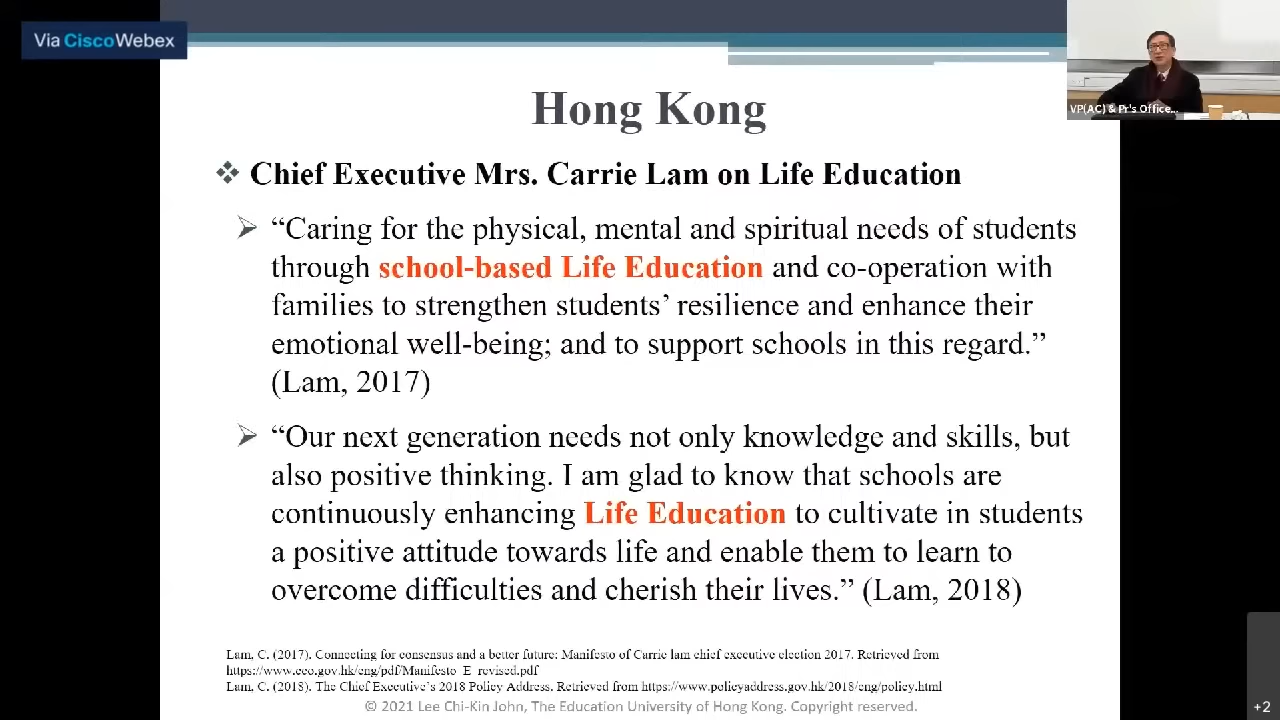 Via Cisco Webex
VP(AC) & Pr's Office...
Hong Kong
Chief Executive Mrs. Carrie Lam on Life Education
“Caring for the physical, mental and spiritual needs of students
through school-based Life Education and co-operation with
families to strengthen students’ resilience and enhance their
emotional well-being; and to support schools in this regard.”
(Lam, 2017)
“Our next generation needs not only knowledge and skills, but
also positive thinking. I am glad to know that schools are
continuously enhancing Life Education to cultivate in students
a positive attitude towards life and enable them to learn to
overcome difficulties and cherish their lives.” (Lam, 2018)
Lam, C. (2017). Connecting for consensus and a better future: Manifesto of Carrie lam chief executive election 2017. Retrieved from
https://www.ceo.gov.hk/eng/pdf/Manifesto_E_revised.pdf
Lam, C. (2018). The Chief Executive’s 2018 Policy Address. Retrieved from https://www.policyaddress.gov.hk/2018/eng/policy.html
© 2021 Lee Chi-Kin John, The Education University of Hong Kong. Copyright reserved.
+2